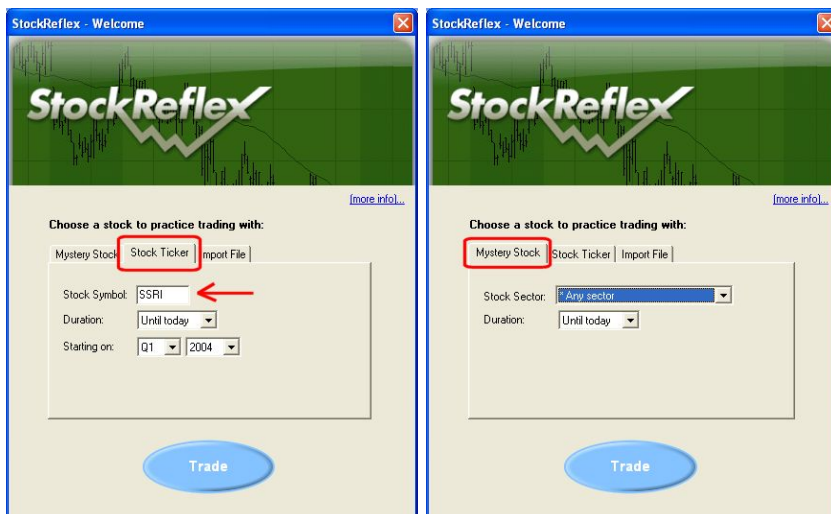 StockReflex - Welcome
StockReflex
[more info]...
Choose a stock to practice trading with:
Mystery Stock Stock Ticker Import File
Stock Symbol: SSRI
Duration: Until today
Starting on: Q1 2004
Trade
StockReflex - Welcome
StockReflex
[more info]...
Choose a stock to practice trading with:
Mystery Stock Stock Ticker Import File
Stock Sector: * Any sector
Duration: Until today
Trade